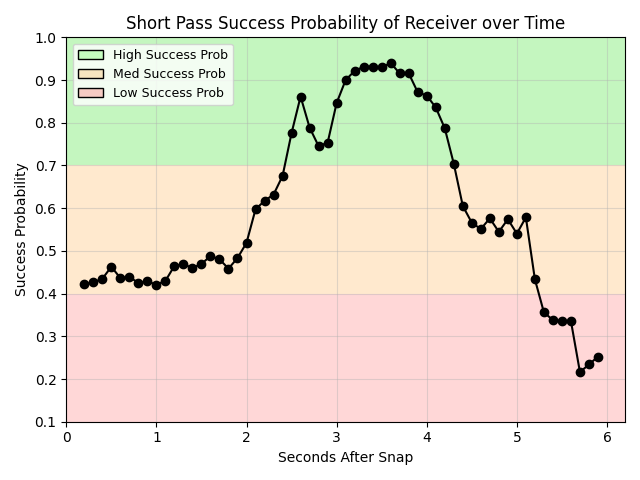 Short Pass Success Probability of Receiver over Time
1.0
0.9
0.8
0.7
0.6
0.5
0.4
0.3
0.2
0.1
Success Probability
High Success Prob
Med Success Prob
Low Success Prob
0 1 2 3 4 5 6
Seconds After Snap